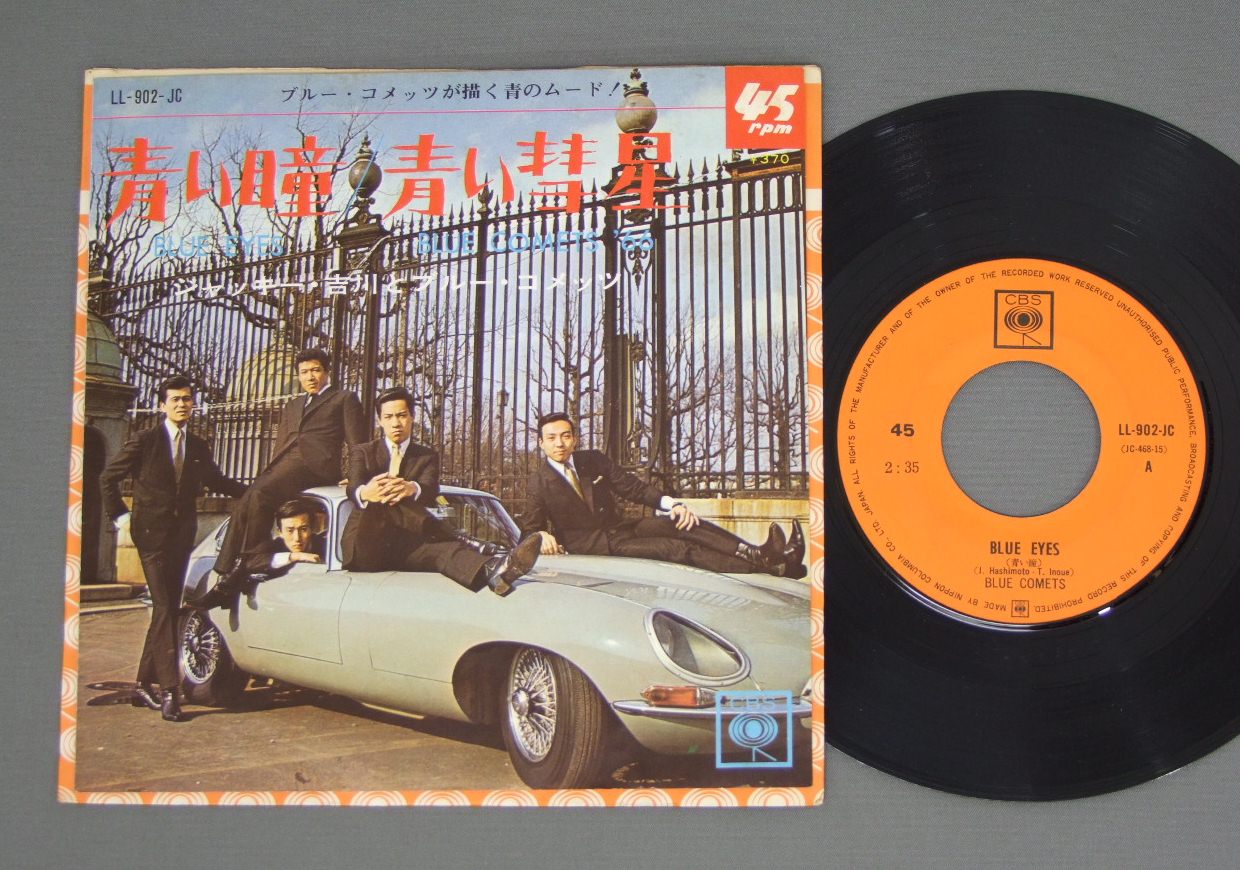 LL-902-JC
ブルー・コメッツが描く青のムード!
45
rpm
¥370
青い瞳/青い彗星
BLUE EYES / BLUE COMETS '66
ジャッキー・吉川とブルー・コメッツ
CBS
CBS
MADE BY NIPPON COLUMBIA CO., LTD. JAPAN, ALL RIGHTS OF THE MANUFACTURER AND OF THE OWNER OF THE RECORDED WORK RESERVED UNAUTHORISED PUBLIC PERFORMANCE, BROADCASTING AND COPYING OF THIS RECORD PROHIBITED.
45
2:35
LL-902-JC
(JC-468-15)
A
BLUE EYES
(青い瞳)
(J. Hashimoto - T. Inoue)
BLUE COMETS